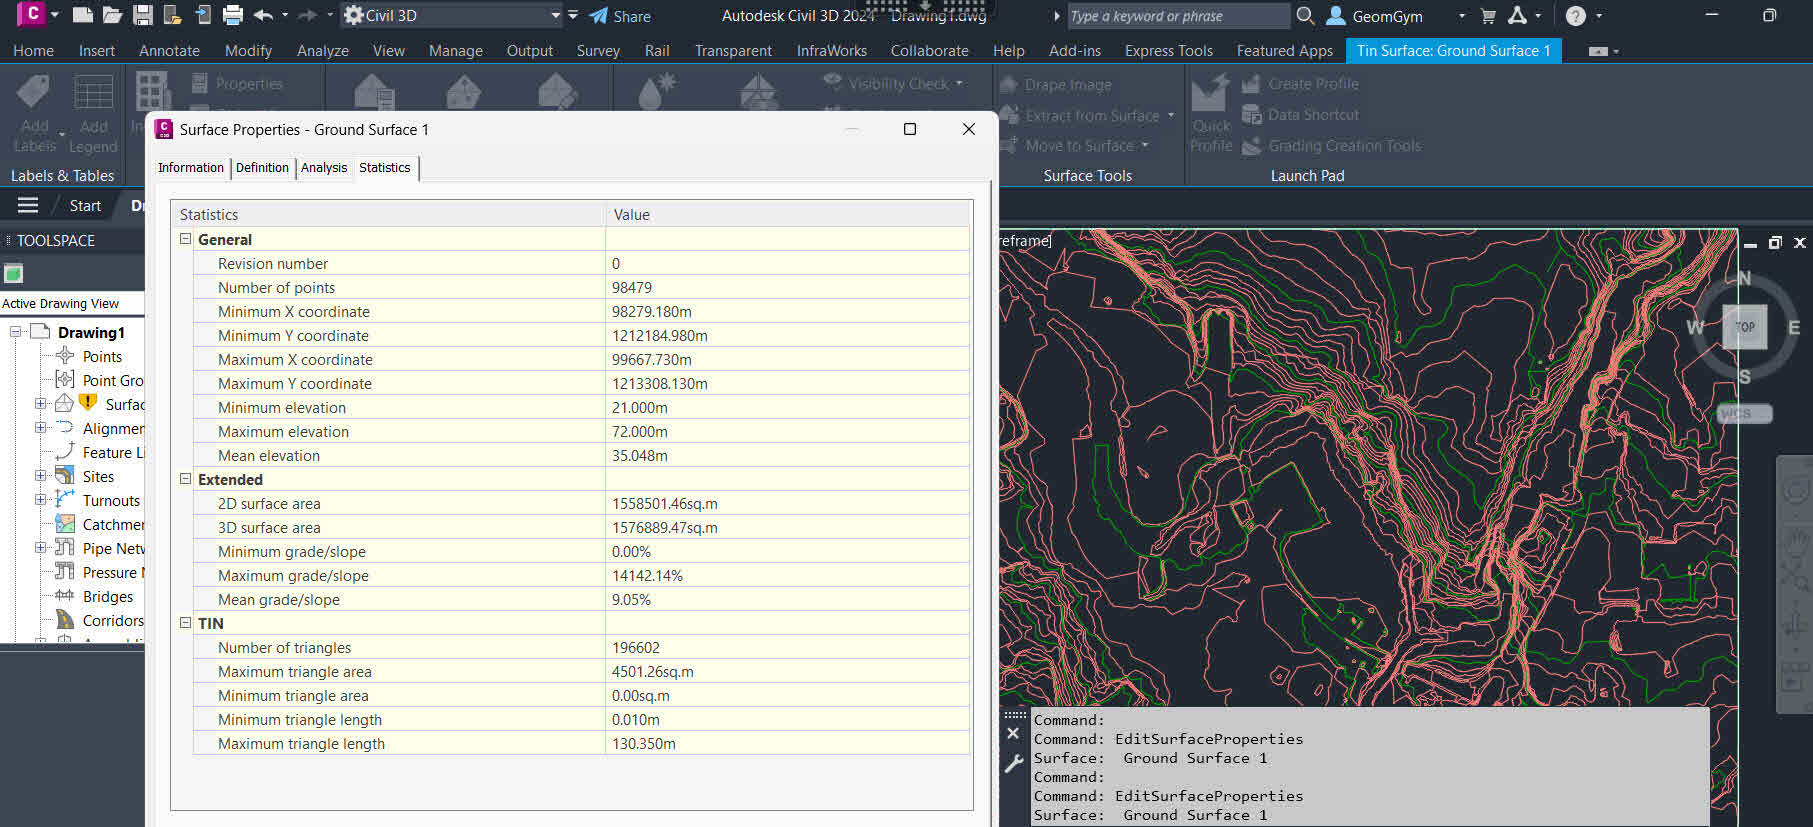 Civil 3D
Share
Autodesk Civil 3D 2024 Drawing1.dwg
Type a keyword or phrase
GeomGym
Home Insert Annotate Modify Analyze View Manage Output Survey Rail Transparent InfraWorks Collaborate Help Add-ins Express Tools Featured Apps Tin Surface: Ground Surface 1
Properties
Visibility Check
Drape Image
Create Profile
Add
Labels
Add
Legend
Extract from Surface
Quick
Profile
Data Shortcut
Move to Surface
Grading Creation Tools
Labels & Tables
Surface Tools
Launch Pad
Start
TOOLSPACE
Active Drawing View
Drawing1
Points
Point Gro
Surfac
Alignmer
Feature Li
Sites
Turnouts
Catchmer
Pipe Netv
Pressure
Bridges
Corridors
Surface Properties - Ground Surface 1
Information Definition Analysis Statistics
Statistics Value
General
Revision number 0
Number of points 98479
Minimum X coordinate 98279.180m
Minimum Y coordinate 1212184.980m
Maximum X coordinate 99667.730m
Maximum Y coordinate 1213308.130m
Minimum elevation 21.000m
Maximum elevation 72.000m
Mean elevation 35.048m
Extended
2D surface area 1558501.46sq.m
3D surface area 1576889.47sq.m
Minimum grade/slope 0.00%
Maximum grade/slope 14142.14%
Mean grade/slope 9.05%
TIN
Number of triangles 196602
Maximum triangle area 4501.26sq.m
Minimum triangle area 0.00sq.m
Minimum triangle length 0.010m
Maximum triangle length 130.350m
reframe]
N
W TOP E
S
WCS
Command:
Command: EditSurfaceProperties
Surface: Ground Surface 1
Command:
Command: EditSurfaceProperties
Surface: Ground Surface 1